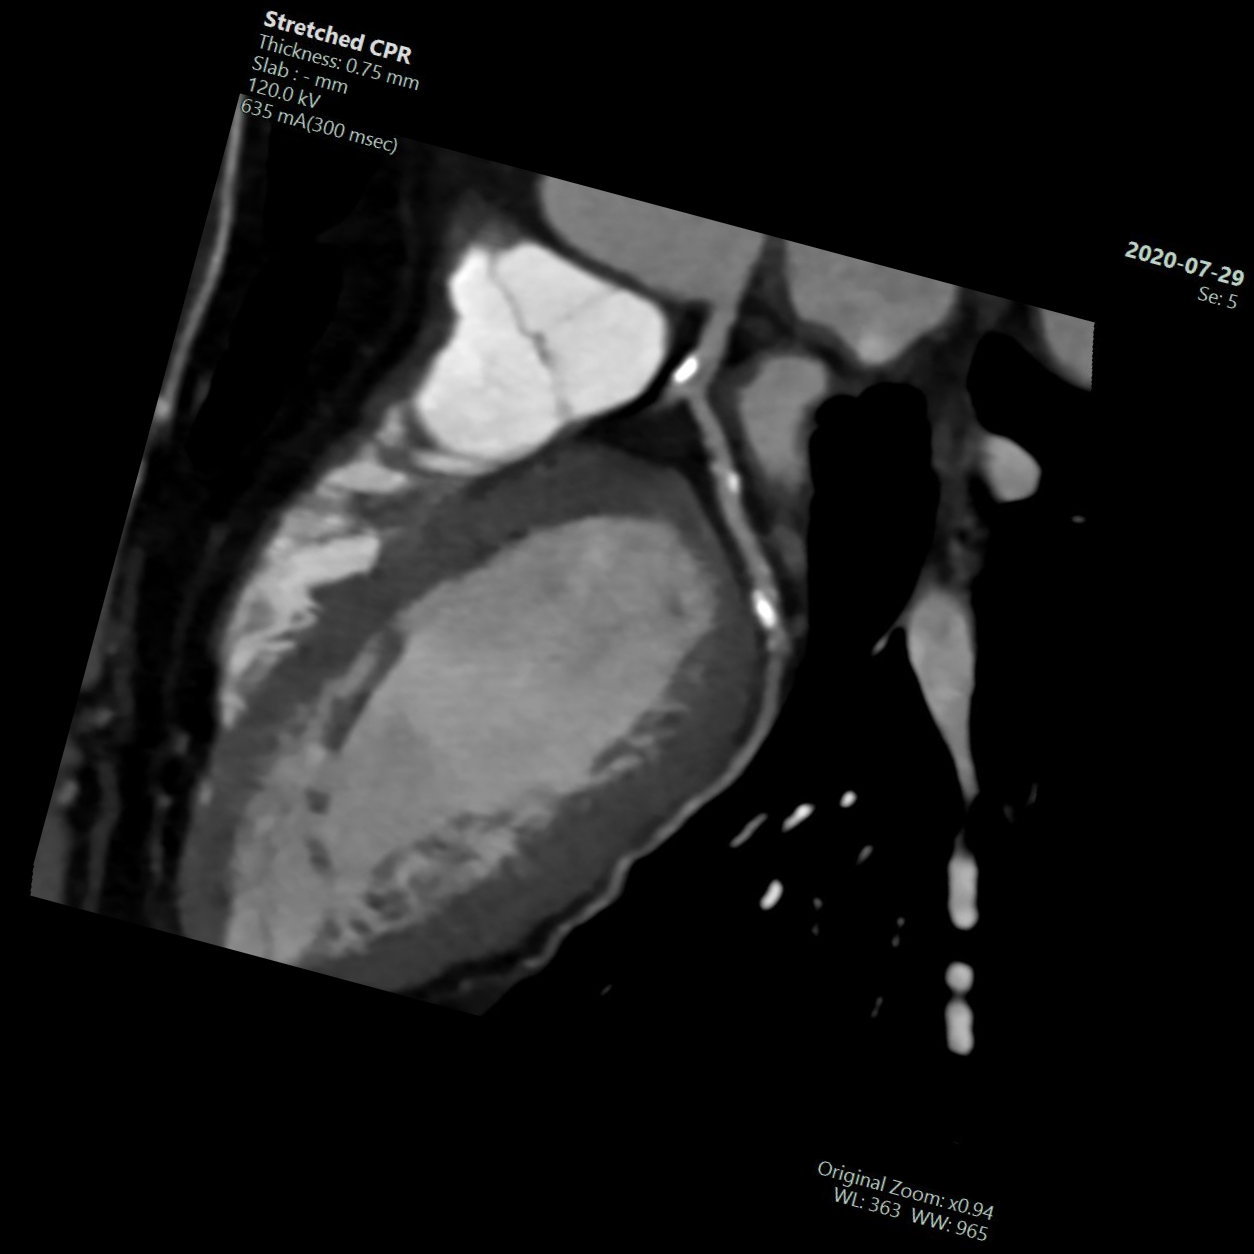 Stretched CPR
Thickness: 0.75 mm
Slab : - mm
120.0 kV
635 mA(300 msec)
2020-07-29
Se: 5
Original Zoom: x0.94
WL: 363 WW: 965